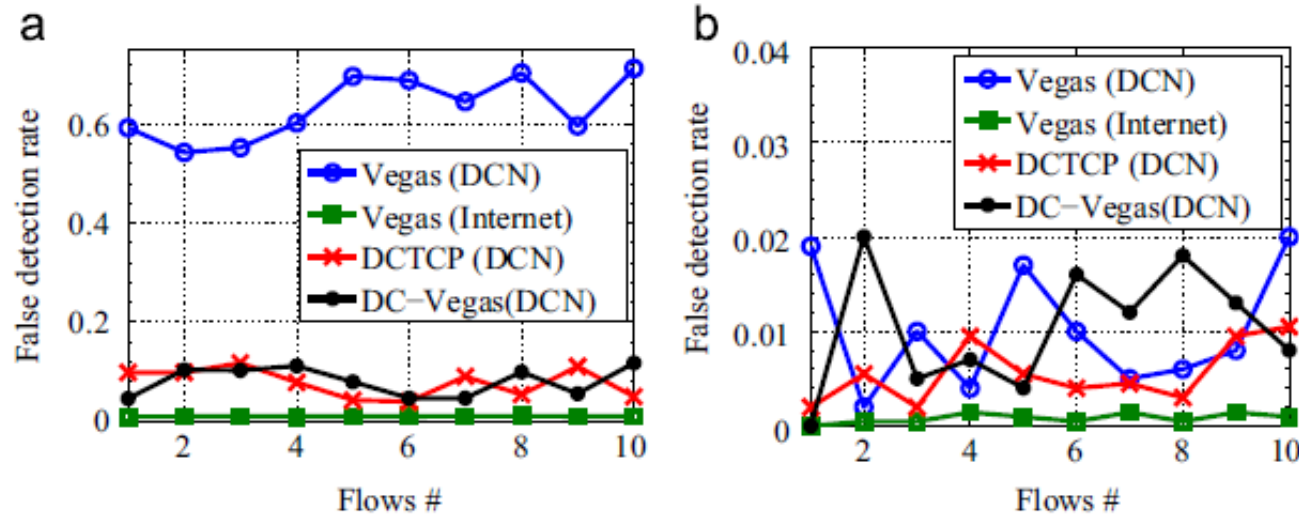 a
False detection rate
0.6
0.4
0.2
0
Vegas (DCN)
Vegas (Internet)
DCTCP (DCN)
DC-Vegas(DCN)
2 4 6 8 10
Flows #
b
False detection rate
0.04
0.03
0.02
0.01
0
Vegas (DCN)
Vegas (Internet)
DCTCP (DCN)
DC-Vegas(DCN)
2 4 6 8 10
Flows #